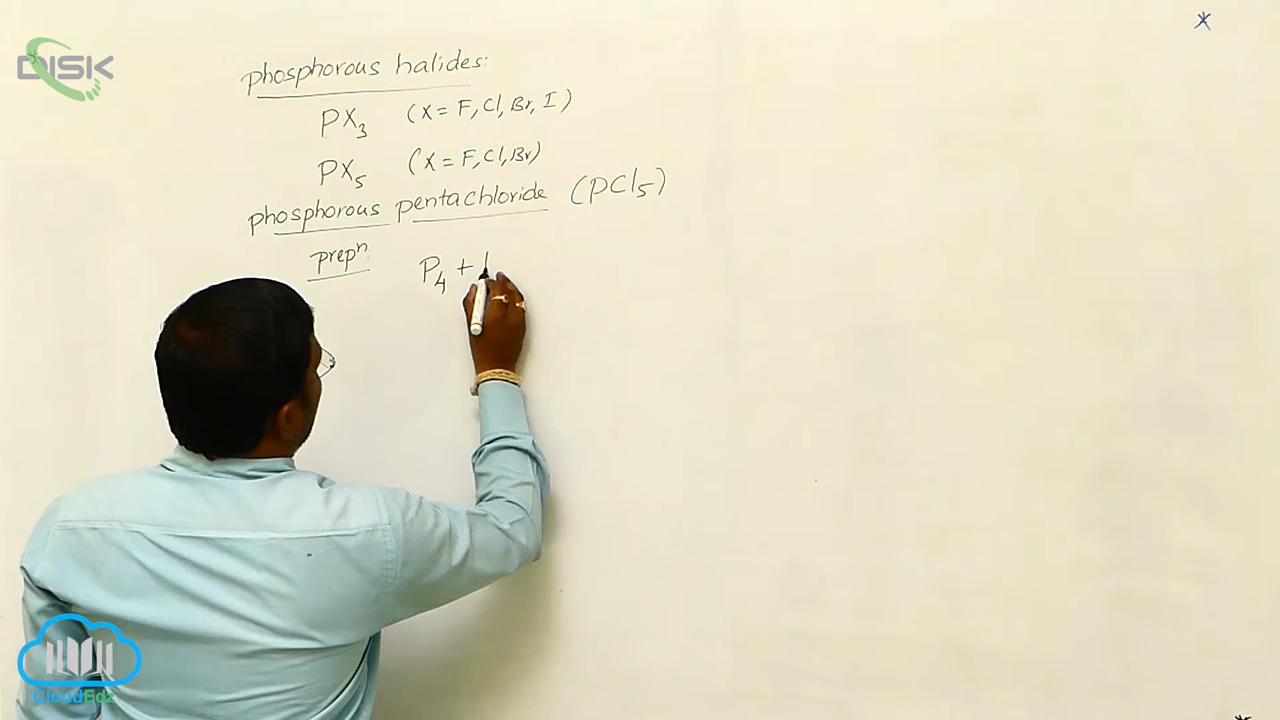 DISK
phosphorous halides:
PX₃ (X = F, Cl, Br, I)
PX₅ (X = F, Cl, Br)
phosphorous pentachloride (PCl₅)
prepⁿ: P₄ +
CloudEdz